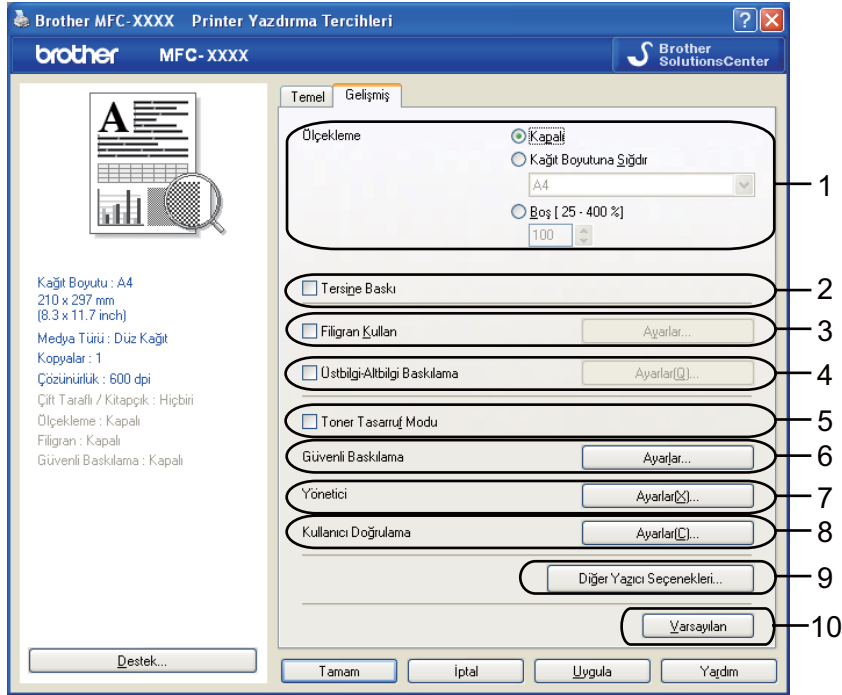 Brother MFC-XXXX Printer Yazdırma Tercihleri
brother MFC-XXXX
Brother
SolutionsCenter
Temel Gelişmiş
Ölçekleme
Kapalı
Kağıt Boyutuna Sığdır
A4
Boş [ 25 - 400 %]
100
1
Tersine Baskı
2
Filigran Kullan Ayarlar...
3
Üstbilgi-Altbilgi Baskılama Ayarlar(Q)...
4
Toner Tasarruf Modu
5
Güvenli Baskılama Ayarlar...
6
Yönetici Ayarlar(X)...
7
Kullanıcı Doğrulama Ayarlar(C)...
8
Diğer Yazıcı Seçenekleri...
9
Varsayılan
10
A
Kağıt Boyutu : A4
210 x 297 mm
(8.3 x 11.7 inch)
Medya Türü : Düz Kağıt
Kopyalar : 1
Çözünürlük : 600 dpi
Çift Taraflı / Kitapçık : Hiçbiri
Ölçekleme : Kapalı
Filigran : Kapalı
Güvenli Baskılama : Kapalı
Destek...
Tamam İptal Uygula Yardım